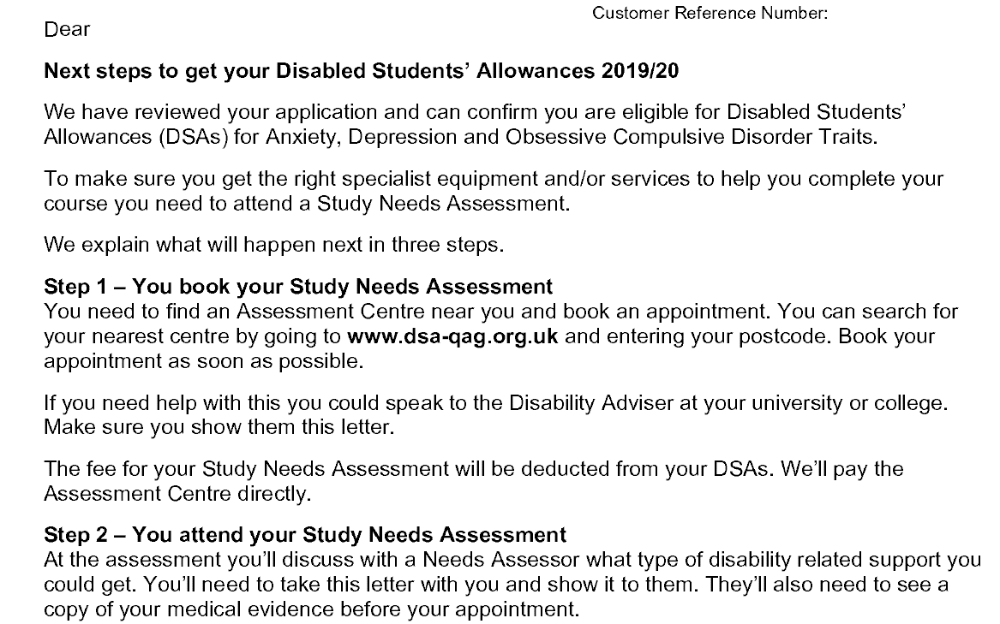 Customer Reference Number:
Dear
Next steps to get your Disabled Students’ Allowances 2019/20
We have reviewed your application and can confirm you are eligible for Disabled Students’
Allowances (DSAs) for Anxiety, Depression and Obsessive Compulsive Disorder Traits.
To make sure you get the right specialist equipment and/or services to help you complete your
course you need to attend a Study Needs Assessment.
We explain what will happen next in three steps.
Step 1 – You book your Study Needs Assessment
You need to find an Assessment Centre near you and book an appointment. You can search for
your nearest centre by going to www.dsa-qag.org.uk and entering your postcode. Book your
appointment as soon as possible.
If you need help with this you could speak to the Disability Adviser at your university or college.
Make sure you show them this letter.
The fee for your Study Needs Assessment will be deducted from your DSAs. We’ll pay the
Assessment Centre directly.
Step 2 – You attend your Study Needs Assessment
At the assessment you’ll discuss with a Needs Assessor what type of disability related support you
could get. You’ll need to take this letter with you and show it to them. They’ll also need to see a
copy of your medical evidence before your appointment.